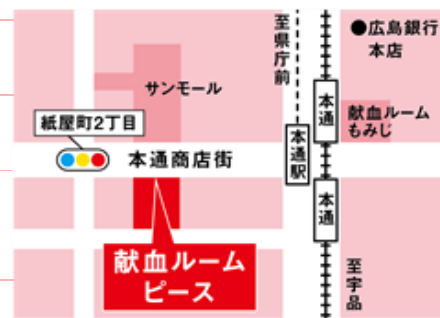 至県庁前
●広島銀行
本店
サンモール
本通
献血ルーム
もみじ
紙屋町2丁目
本通駅
本通商店街
本通
献血ルーム
ピース
至宇品